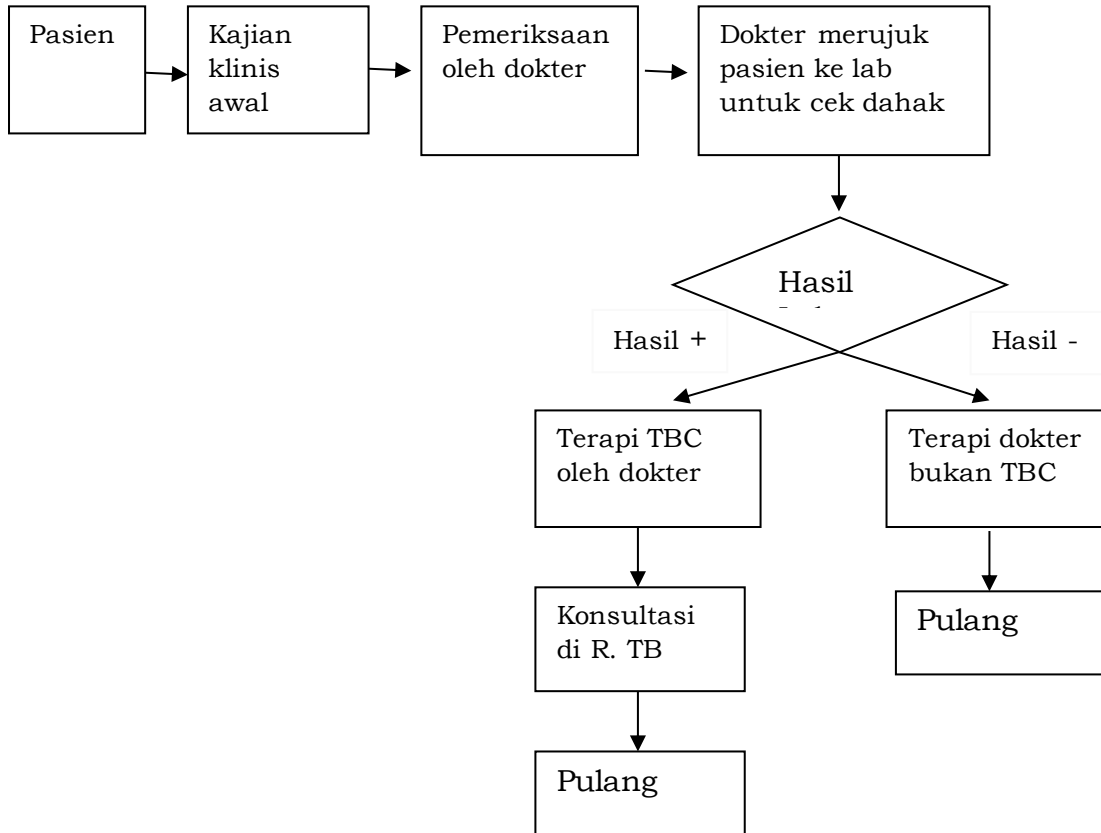 Pasien
Kajian
klinis
awal
Pemeriksaan
oleh dokter
Dokter merujuk
pasien ke lab
untuk cek dahak
Hasil
Hasil +
Hasil -
Terapi TBC
oleh dokter
Terapi dokter
bukan TBC
Konsultasi
di R. TB
Pulang
Pulang